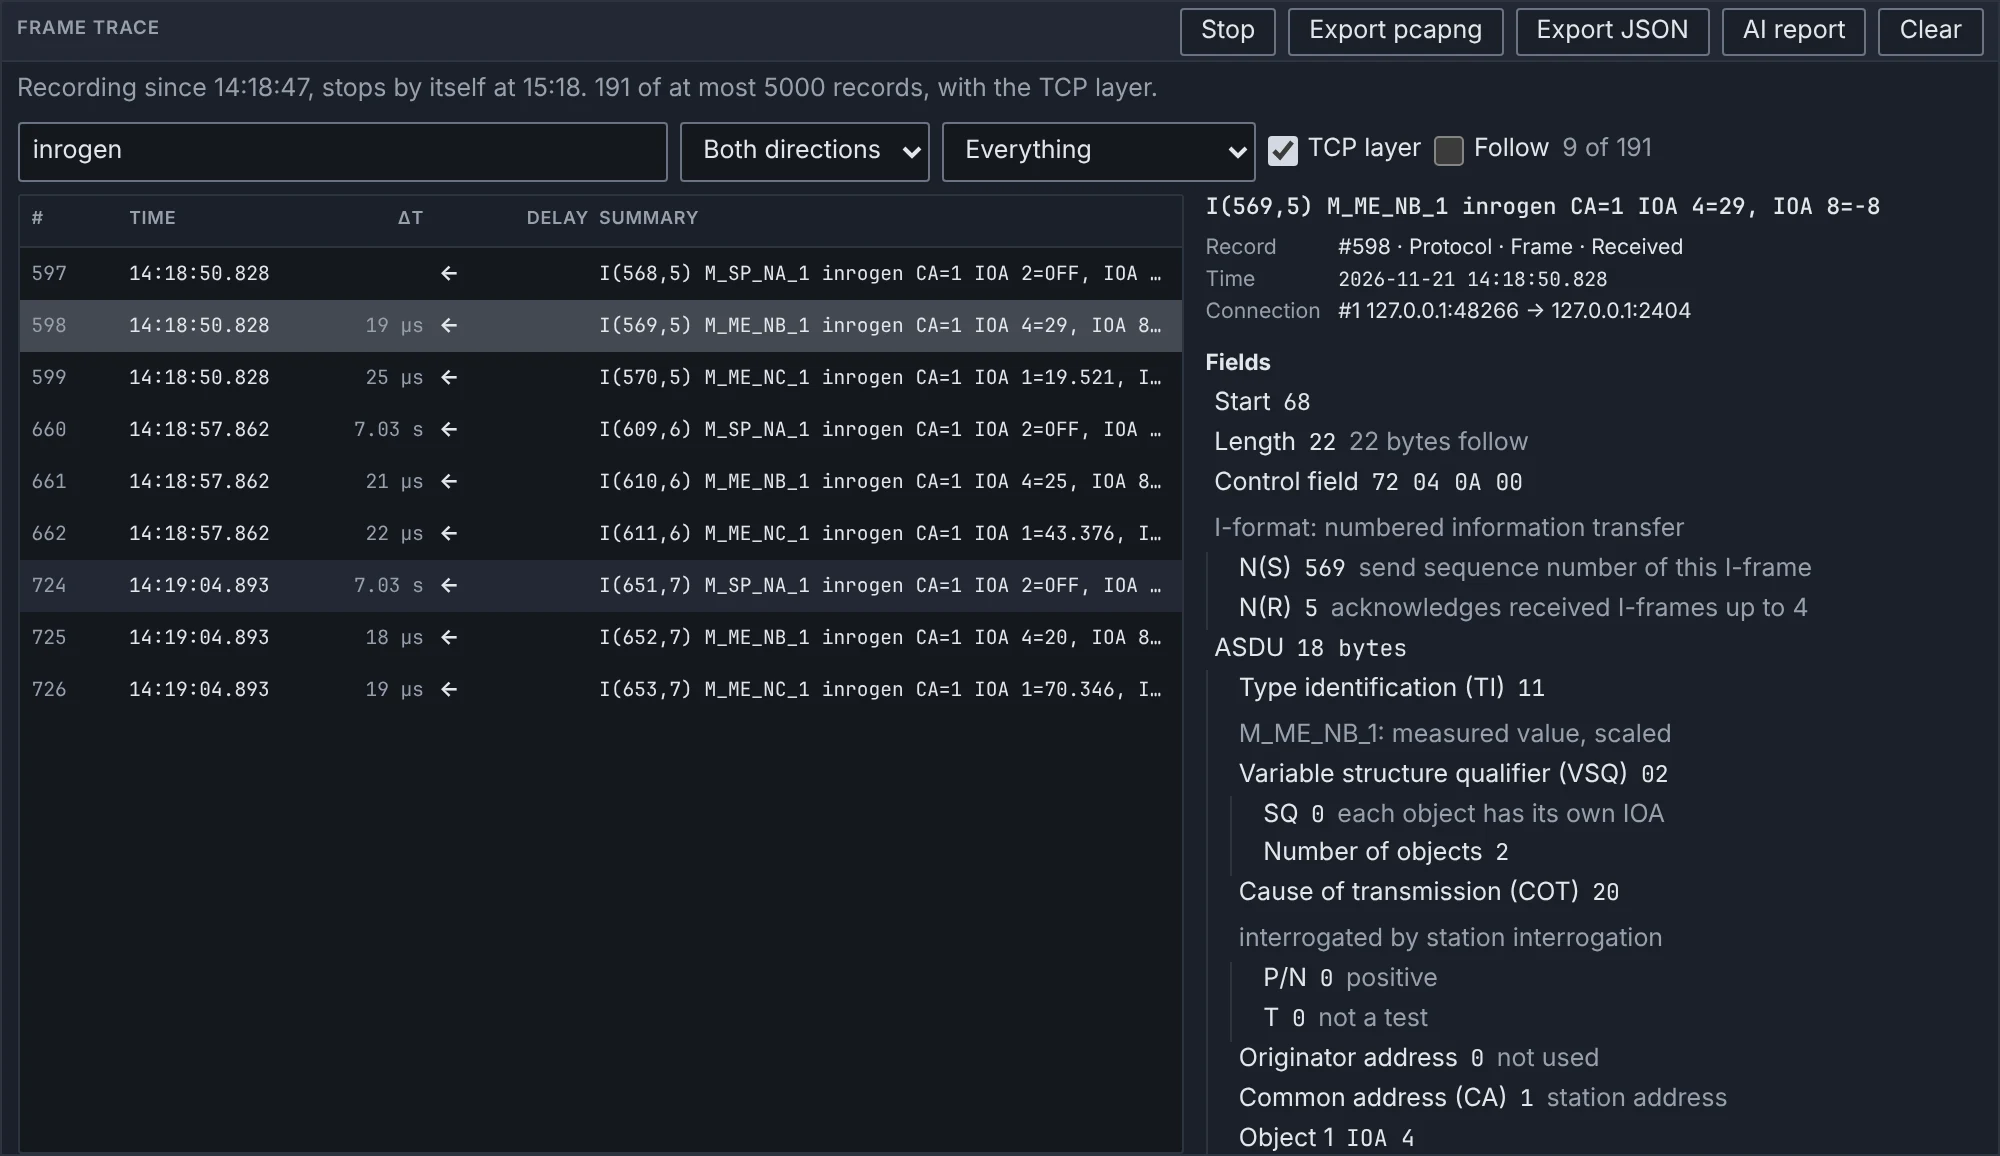 FRAME TRACE
Stop
Export pcapng
Export JSON
AI report
Clear
Recording since 14:18:47, stops by itself at 15:18. 191 of at most 5000 records, with the TCP layer.
inrogen
Both directions
Everything
TCP layer
Follow
9 of 191
# TIME ΔT DELAY SUMMARY
597 14:18:50.828 ← I(568,5) M_SP_NA_1 inrogen CA=1 IOA 2=OFF, IOA …
598 14:18:50.828 19 µs ← I(569,5) M_ME_NB_1 inrogen CA=1 IOA 4=29, IOA 8…
599 14:18:50.828 25 µs ← I(570,5) M_ME_NC_1 inrogen CA=1 IOA 1=19.521, I…
660 14:18:57.862 7.03 s ← I(609,6) M_SP_NA_1 inrogen CA=1 IOA 2=OFF, IOA …
661 14:18:57.862 21 µs ← I(610,6) M_ME_NB_1 inrogen CA=1 IOA 4=25, IOA 8…
662 14:18:57.862 22 µs ← I(611,6) M_ME_NC_1 inrogen CA=1 IOA 1=43.376, I…
724 14:19:04.893 7.03 s ← I(651,7) M_SP_NA_1 inrogen CA=1 IOA 2=OFF, IOA …
725 14:19:04.893 18 µs ← I(652,7) M_ME_NB_1 inrogen CA=1 IOA 4=20, IOA 8…
726 14:19:04.893 19 µs ← I(653,7) M_ME_NC_1 inrogen CA=1 IOA 1=70.346, I…
I(569,5) M_ME_NB_1 inrogen CA=1 IOA 4=29, IOA 8=-8
Record #598 · Protocol · Frame · Received
Time 2026-11-21 14:18:50.828
Connection #1 127.0.0.1:48266 → 127.0.0.1:2404
Fields
Start 68
Length 22 22 bytes follow
Control field 72 04 0A 00
I-format: numbered information transfer
N(S) 569 send sequence number of this I-frame
N(R) 5 acknowledges received I-frames up to 4
ASDU 18 bytes
Type identification (TI) 11
M_ME_NB_1: measured value, scaled
Variable structure qualifier (VSQ) 02
SQ 0 each object has its own IOA
Number of objects 2
Cause of transmission (COT) 20
interrogated by station interrogation
P/N 0 positive
T 0 not a test
Originator address 0 not used
Common address (CA) 1 station address
Object 1 IOA 4